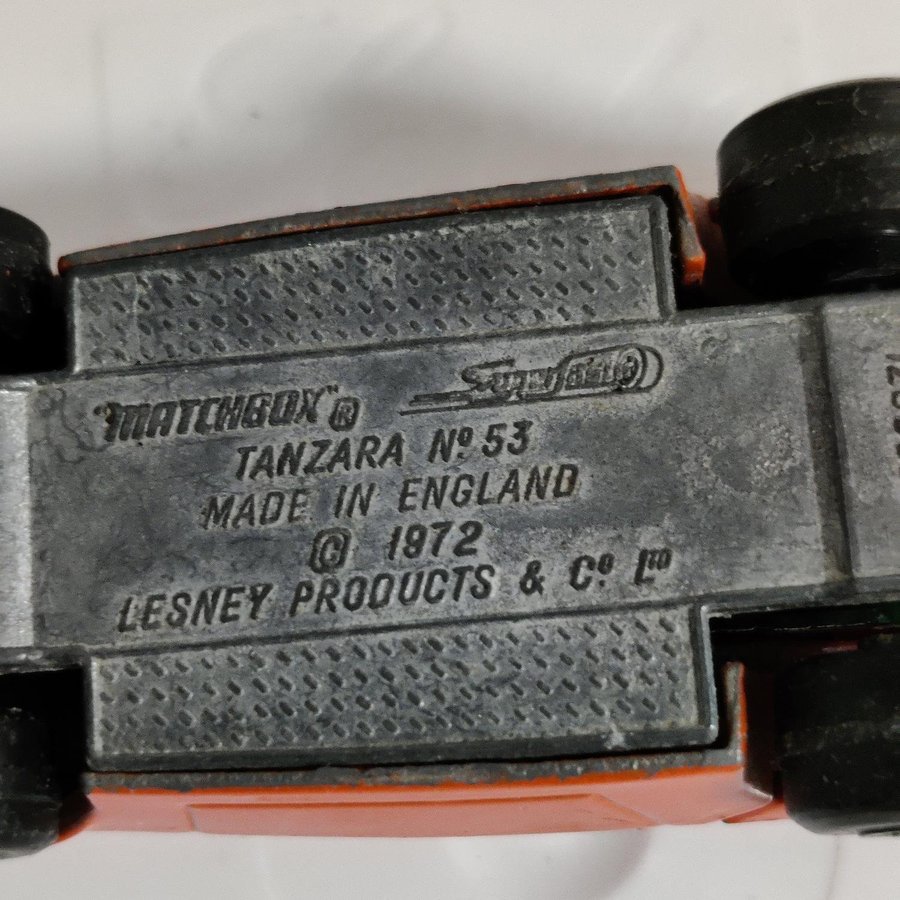 "MATCHBOX"® Superfast
TANZARA Nº 53
MADE IN ENGLAND
© 1972
LESNEY PRODUCTS & Cº Lᵀᴰ